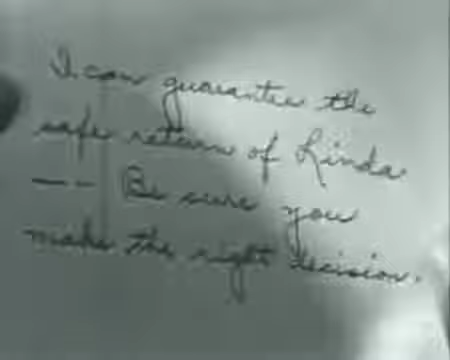 I can guarantee the
safe return of Linda
-- Be sure you
make the right decision.